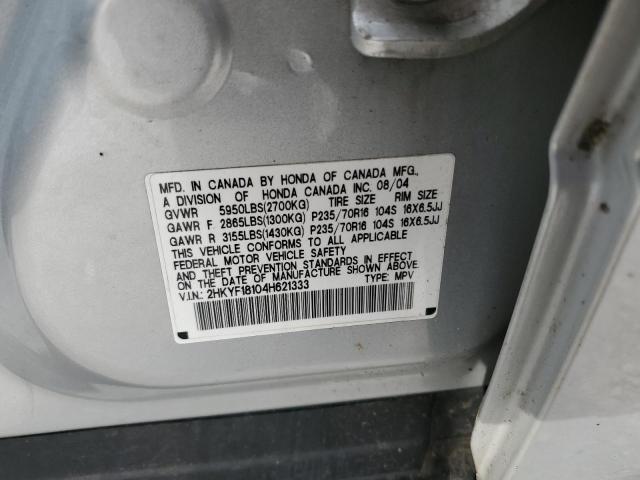 MFD. IN CANADA BY HONDA OF CANADA MFG.,
A DIVISION OF HONDA CANADA INC. 08/04
GVWR 5950LBS(2700KG) TIRE SIZE RIM SIZE
GAWR F 2865LBS(1300KG) P235/70R16 104S 16X6.5JJ
GAWR R 3155LBS(1430KG) P235/70R16 104S 16X6.5JJ
THIS VEHICLE CONFORMS TO ALL APPLICABLE
FEDERAL MOTOR VEHICLE SAFETY
AND THEFT PREVENTION STANDARDS IN EFFECT
ON THE DATE OF MANUFACTURE SHOWN ABOVE.
V.I.N.: 2HKYF18104H621333 TYPE: MPV